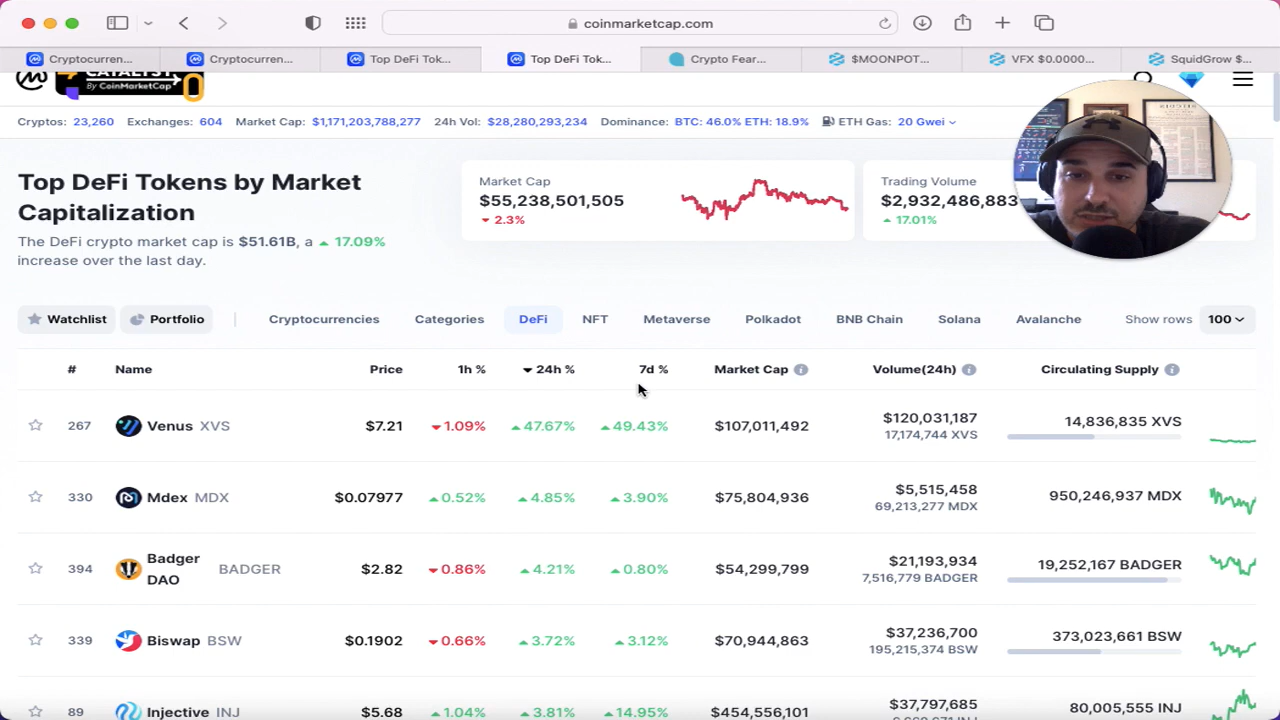 coinmarketcap.com
Cryptocurren...
Cryptocurren...
Top DeFi Tok...
Top DeFi Tok...
Crypto Fear...
$MOONPOT...
VFX $0.0000...
SquidGrow $...
CATALYST
By CoinMarketCap
Cryptos: 23,260 Exchanges: 604 Market Cap: $1,171,203,788,277 24h Vol: $28,280,293,234 Dominance: BTC: 46.0% ETH: 18.9% ETH Gas: 20 Gwei
Top DeFi Tokens by Market
Capitalization
The DeFi crypto market cap is $51.61B, a 17.09%
increase over the last day.
Market Cap
$55,238,501,505
2.3%
Trading Volume
$2,932,486,883
17.01%
Watchlist Portfolio Cryptocurrencies Categories DeFi NFT Metaverse Polkadot BNB Chain Solana Avalanche Show rows 100
# Name Price 1h % 24h % 7d % Market Cap Volume(24h) Circulating Supply
267 Venus XVS $7.21 1.09% 47.67% 49.43% $107,011,492 $120,031,187 14,836,835 XVS
17,174,744 XVS
330 Mdex MDX $0.07977 0.52% 4.85% 3.90% $75,804,936 $5,515,458 950,246,937 MDX
69,213,277 MDX
394 Badger DAO BADGER $2.82 0.86% 4.21% 0.80% $54,299,799 $21,193,934 19,252,167 BADGER
7,516,779 BADGER
339 Biswap BSW $0.1902 0.66% 3.72% 3.12% $70,944,863 $37,236,700 373,023,661 BSW
195,215,374 BSW
89 Injective INJ $5.68 1.04% 3.81% 14.95% $454,556,101 $37,797,685 80,005,555 INJ